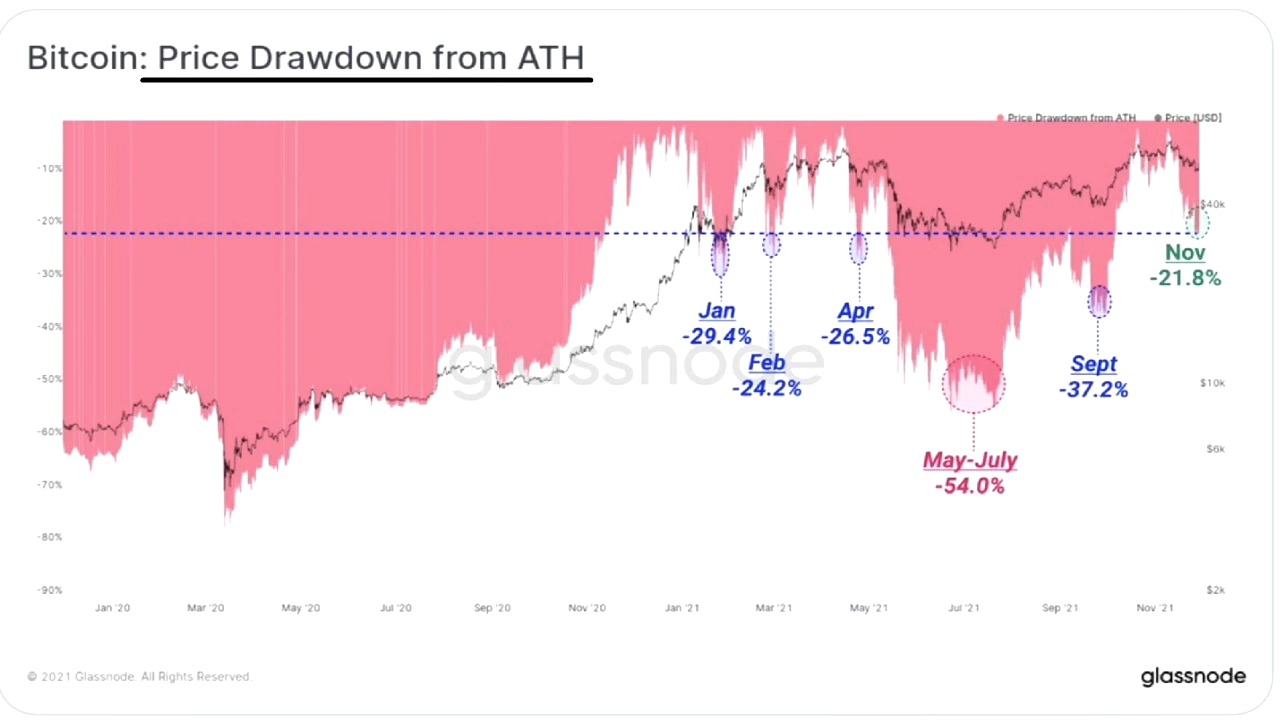 Bitcoin: Price Drawdown from ATH
Price Drawdown from ATH Price [USD]
-10%
-20%
-30%
-40%
-50%
-60%
-70%
-80%
-90%
$40k
$10k
$6k
$2k
Jan
-29.4%
Feb
-24.2%
Apr
-26.5%
May-July
-54.0%
Sept
-37.2%
Nov
-21.8%
glassnode
Jan '20 Mar '20 May '20 Jul '20 Sep '20 Nov '20 Jan '21 Mar '21 May '21 Jul '21 Sep '21 Nov '21
© 2021 Glassnode. All Rights Reserved.
glassnode